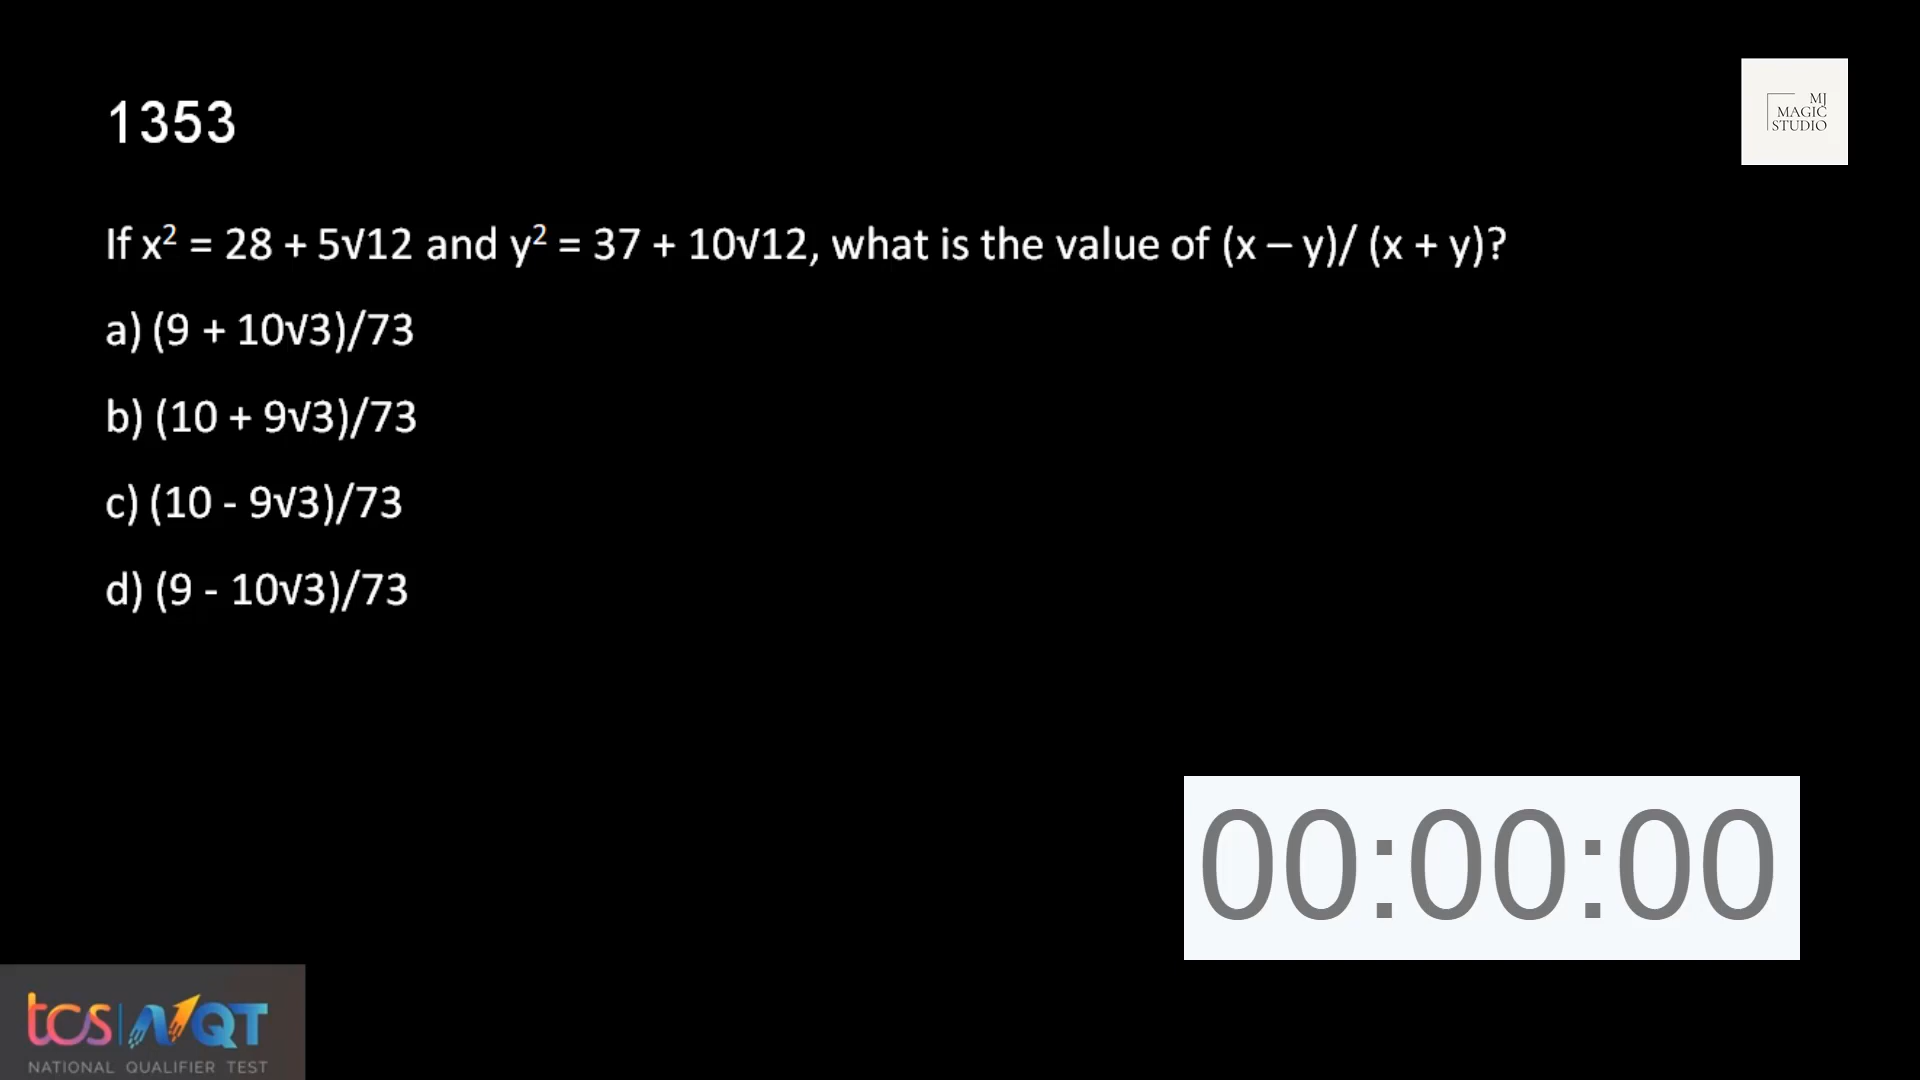 1353
MJ
MAGIC
STUDIO
If x² = 28 + 5√12 and y² = 37 + 10√12, what is the value of (x – y)/ (x + y)?
a) (9 + 10√3)/73
b) (10 + 9√3)/73
c) (10 - 9√3)/73
d) (9 - 10√3)/73
00:00:00
tcs NQT
NATIONAL QUALIFIER TEST